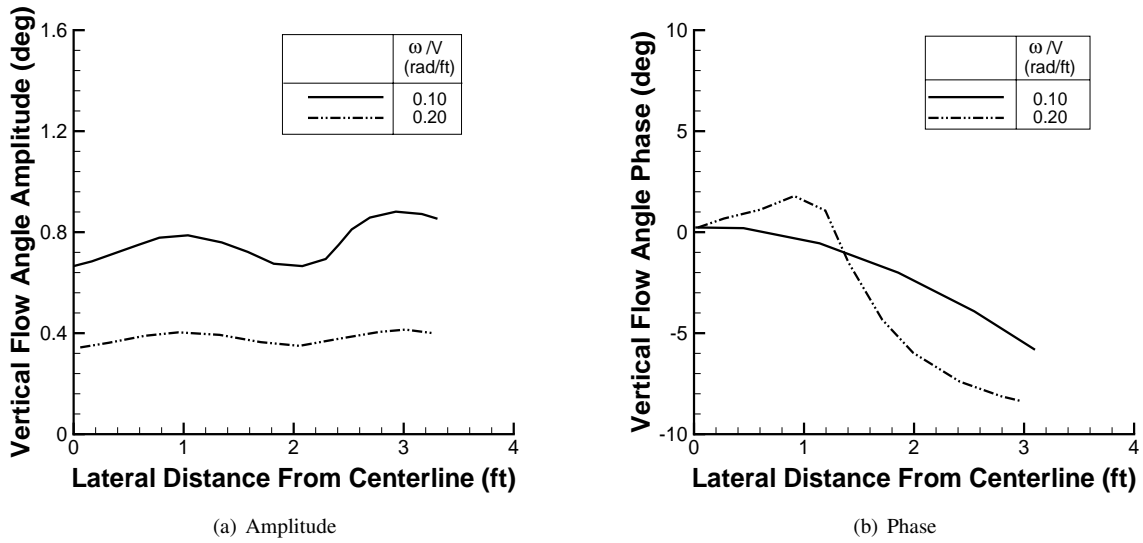 Vertical Flow Angle Amplitude (deg)
1.6
1.2
0.8
0.4
0
0 1 2 3 4
Lateral Distance From Centerline (ft)
ω/V
(rad/ft)
0.10
0.20
(a) Amplitude
Vertical Flow Angle Phase (deg)
10
5
0
-5
-10
0 1 2 3 4
Lateral Distance From Centerline (ft)
ω/V
(rad/ft)
0.10
0.20
(b) Phase